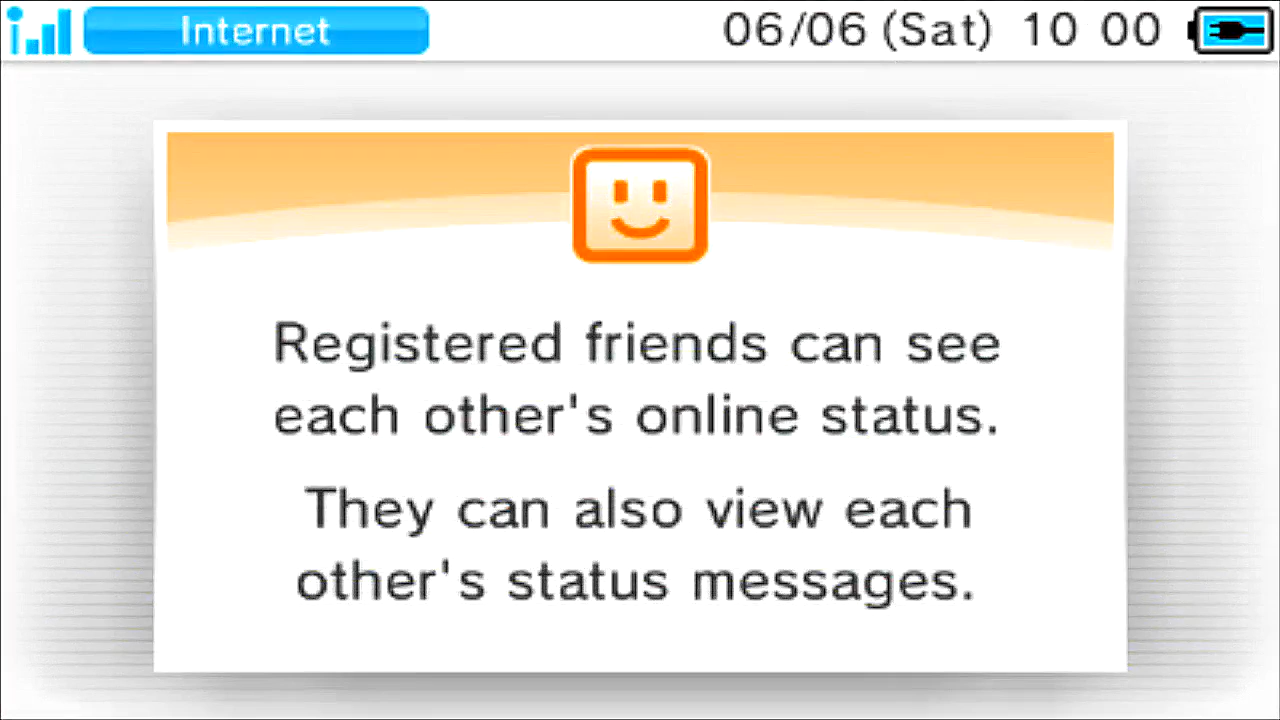 Internet
06/06 (Sat) 10 00
Registered friends can see
each other's online status.
They can also view each
other's status messages.